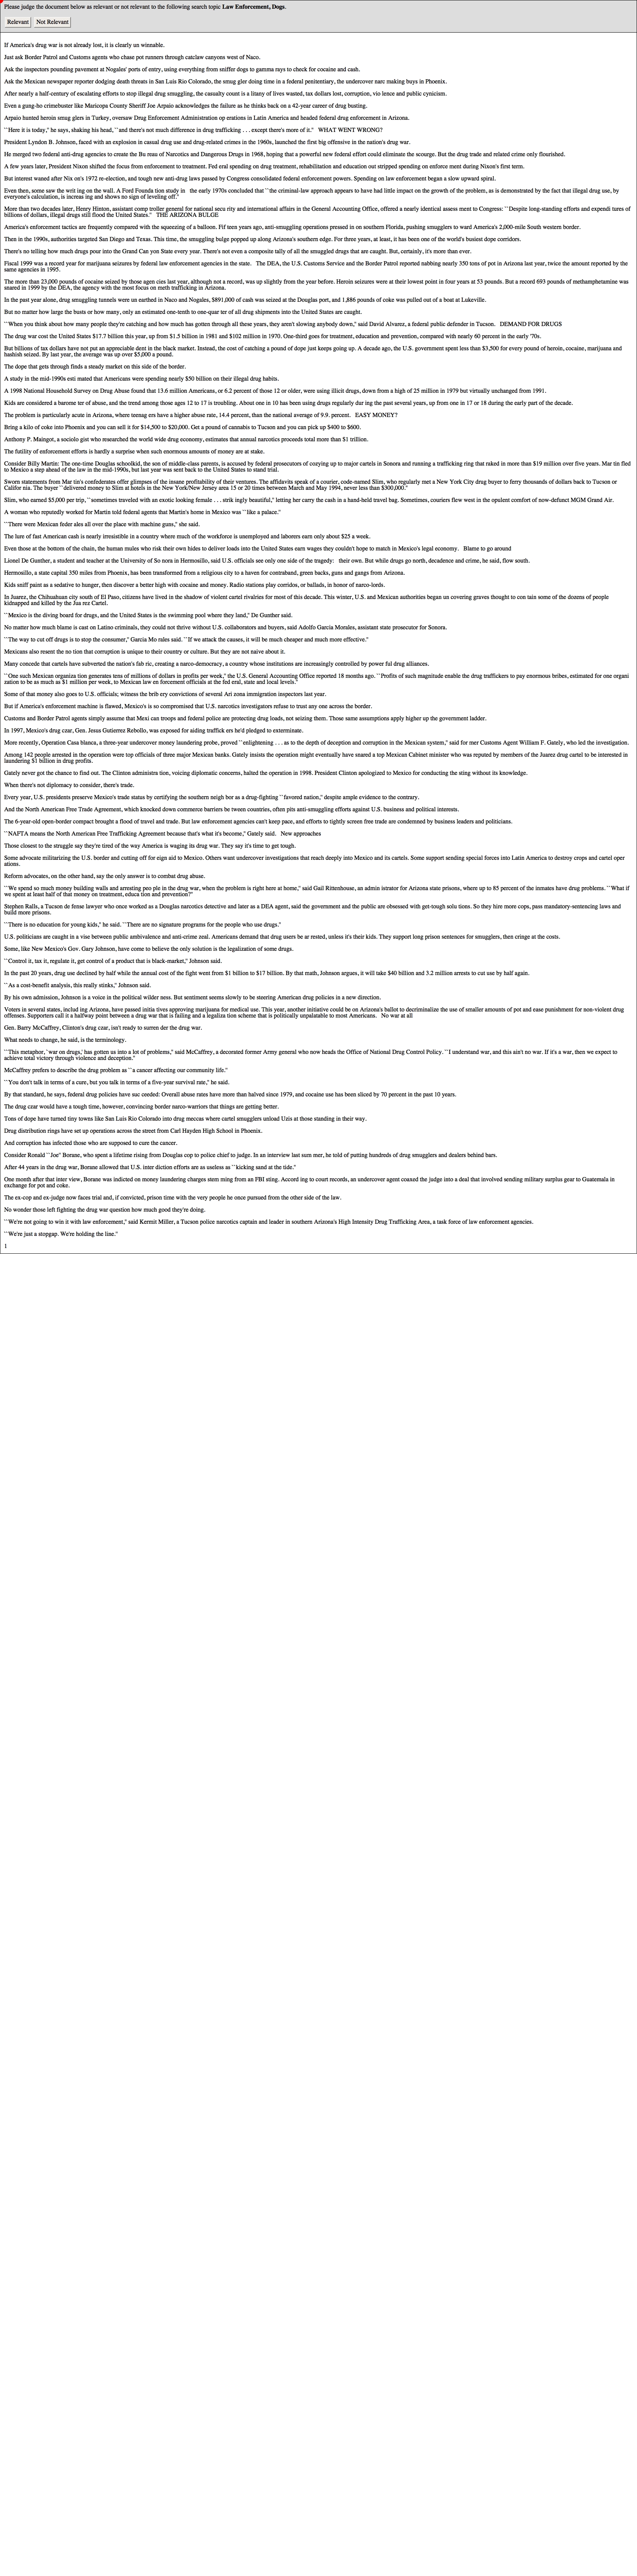 Please judge the document below as relevant or not relevant to the following search topic Law Enforcement, Dogs.
Relevant Not Relevant
If America's drug war is not already lost, it is clearly un winnable.
Just ask Border Patrol and Customs agents who chase pot runners through catclaw canyons west of Naco.
Ask the inspectors pounding pavement at Nogales' ports of entry, using everything from sniffer dogs to gamma rays to check for cocaine and cash.
Ask the Mexican newspaper reporter dodging death threats in San Luis Rio Colorado, the smug gler doing time in a federal penitentiary, the undercover narc making buys in Phoenix.
After nearly a half-century of escalating efforts to stop illegal drug smuggling, the casualty count is a litany of lives wasted, tax dollars lost, corruption, vio lence and public cynicism.
Even a gung-ho crimebuster like Maricopa County Sheriff Joe Arpaio acknowledges the failure as he thinks back on a 42-year career of drug busting.
Arpaio hunted heroin smug glers in Turkey, oversaw Drug Enforcement Administration op erations in Latin America and headed federal drug enforcement in Arizona.
``Here it is today,'' he says, shaking his head, ``and there's not much difference in drug trafficking . . . except there's more of it.'' WHAT WENT WRONG?
President Lyndon B. Johnson, faced with an explosion in casual drug use and drug-related crimes in the 1960s, launched the first big offensive in the nation's drug war.
He merged two federal anti-drug agencies to create the Bu reau of Narcotics and Dangerous Drugs in 1968, hoping that a powerful new federal effort could eliminate the scourge. But the drug trade and related crime only flourished.
A few years later, President Nixon shifted the focus from enforcement to treatment. Fed eral spending on drug treatment, rehabilitation and education out stripped spending on enforce ment during Nixon's first term.
But interest waned after Nix on's 1972 re-election, and tough new anti-drug laws passed by Congress consolidated federal enforcement powers. Spending on law enforcement began a slow upward spiral.
Even then, some saw the writ ing on the wall. A Ford Founda tion study in the early 1970s concluded that ``the criminal-law approach appears to have had little impact on the growth of the problem, as is demonstrated by the fact that illegal drug use, by
everyone's calculation, is increas ing and shows no sign of leveling off.''
More than two decades later, Henry Hinton, assistant comp troller general for national secu rity and international affairs in the General Accounting Office, offered a nearly identical assess ment to Congress: ``Despite long-standing efforts and expendi tures of
billions of dollars, illegal drugs still flood the United States.'' THE ARIZONA BULGE
America's enforcement tactics are frequently compared with the squeezing of a balloon. Fif teen years ago, anti-smuggling operations pressed in on southern Florida, pushing smugglers to ward America's 2,000-mile South western border.
Then in the 1990s, authorities targeted San Diego and Texas. This time, the smuggling bulge popped up along Arizona's southern edge. For three years, at least, it has been one of the world's busiest dope corridors.
There's no telling how much drugs pour into the Grand Can yon State every year. There's not even a composite tally of all the smuggled drugs that are caught. But, certainly, it's more than ever.
Fiscal 1999 was a record year for marijuana seizures by federal law enforcement agencies in the state. The DEA, the U.S. Customs Service and the Border Patrol reported nabbing nearly 350 tons of pot in Arizona last year, twice the amount reported by the
same agencies in 1995.
The more than 23,000 pounds of cocaine seized by those agen cies last year, although not a record, was up slightly from the year before. Heroin seizures were at their lowest point in four years at 53 pounds. But a record 693 pounds of methamphetamine was
snared in 1999 by the DEA, the agency with the most focus on meth trafficking in Arizona.
In the past year alone, drug smuggling tunnels were un earthed in Naco and Nogales, $891,000 of cash was seized at the Douglas port, and 1,886 pounds of coke was pulled out of a boat at Lukeville.
But no matter how large the busts or how many, only an estimated one-tenth to one-quar ter of all drug shipments into the United States are caught.
``When you think about how many people they're catching and how much has gotten through all these years, they aren't slowing anybody down,'' said David Alvarez, a federal public defender in Tucson. DEMAND FOR DRUGS
The drug war cost the United States $17.7 billion this year, up from $1.5 billion in 1981 and $102 million in 1970. One-third goes for treatment, education and prevention, compared with nearly 60 percent in the early '70s.
But billions of tax dollars have not put an appreciable dent in the black market. Instead, the cost of catching a pound of dope just keeps going up. A decade ago, the U.S. government spent less than $3,500 for every pound of heroin, cocaine, marijuana and
hashish seized. By last year, the average was up over $5,000 a pound.
The dope that gets through finds a steady market on this side of the border.
A study in the mid-1990s esti mated that Americans were spending nearly $50 billion on their illegal drug habits.
A 1998 National Household Survey on Drug Abuse found that 13.6 million Americans, or 6.2 percent of those 12 or older, were using illicit drugs, down from a high of 25 million in 1979 but virtually unchanged from 1991.
Kids are considered a barome ter of abuse, and the trend among those ages 12 to 17 is troubling. About one in 10 has been using drugs regularly dur ing the past several years, up from one in 17 or 18 during the early part of the decade.
The problem is particularly acute in Arizona, where teenag ers have a higher abuse rate, 14.4 percent, than the national average of 9.9. percent. EASY MONEY?
Bring a kilo of coke into Phoenix and you can sell it for $14,500 to $20,000. Get a pound of cannabis to Tucson and you can pick up $400 to $600.
Anthony P. Maingot, a sociolo gist who researched the world wide drug economy, estimates that annual narcotics proceeds total more than $1 trillion.
The futility of enforcement efforts is hardly a surprise when such enormous amounts of money are at stake.
Consider Billy Martin: The one-time Douglas schoolkid, the son of middle-class parents, is accused by federal prosecutors of cozying up to major cartels in Sonora and running a trafficking ring that raked in more than $19 million over five years. Mar tin fled
to Mexico a step ahead of the law in the mid-1990s, but last year was sent back to the United States to stand trial.
Sworn statements from Mar tin's confederates offer glimpses of the insane profitability of their ventures. The affidavits speak of a courier, code-named Slim, who regularly met a New York City drug buyer to ferry thousands of dollars back to Tucson or
Califor nia. The buyer ``delivered money to Slim at hotels in the New York/New Jersey area 15 or 20 times between March and May 1994, never less than $300,000.''
Slim, who earned $5,000 per trip, ``sometimes traveled with an exotic looking female . . . strik ingly beautiful,'' letting her carry the cash in a hand-held travel bag. Sometimes, couriers flew west in the opulent comfort of now-defunct MGM Grand Air.
A woman who reputedly worked for Martin told federal agents that Martin's home in Mexico was ``like a palace.''
``There were Mexican feder ales all over the place with machine guns,'' she said.
The lure of fast American cash is nearly irresistible in a country where much of the workforce is unemployed and laborers earn only about $25 a week.
Even those at the bottom of the chain, the human mules who risk their own hides to deliver loads into the United States earn wages they couldn't hope to match in Mexico's legal economy. Blame to go around
Lionel De Gunther, a student and teacher at the University of So nora in Hermosillo, said U.S. officials see only one side of the tragedy: their own. But while drugs go north, decadence and crime, he said, flow south.
Hermosillo, a state capital 350 miles from Phoenix, has been transformed from a religious city to a haven for contraband, green backs, guns and gangs from Arizona.
Kids sniff paint as a sedative to hunger, then discover a better high with cocaine and money. Radio stations play corridos, or ballads, in honor of narco-lords.
In Juarez, the Chihuahuan city south of El Paso, citizens have lived in the shadow of violent cartel rivalries for most of this decade. This winter, U.S. and Mexican authorities began un covering graves thought to con tain some of the dozens of people
kidnapped and killed by the Jua rez Cartel.
``Mexico is the diving board for drugs, and the United States is the swimming pool where they land,'' De Gunther said.
No matter how much blame is cast on Latino criminals, they could not thrive without U.S. collaborators and buyers, said Adolfo Garcia Morales, assistant state prosecutor for Sonora.
``The way to cut off drugs is to stop the consumer,'' Garcia Mo rales said. ``If we attack the causes, it will be much cheaper and much more effective.''
Mexicans also resent the no tion that corruption is unique to their country or culture. But they are not naive about it.
Many concede that cartels have subverted the nation's fab ric, creating a narco-democracy, a country whose institutions are increasingly controlled by power ful drug alliances.
``One such Mexican organiza tion generates tens of millions of dollars in profits per week,'' the U.S. General Accounting Office reported 18 months ago. ``Profits of such magnitude enable the drug traffickers to pay enormous bribes, estimated for one organi
zation to be as much as $1 million per week, to Mexican law en forcement officials at the fed eral, state and local levels.''
Some of that money also goes to U.S. officials; witness the brib ery convictions of several Ari zona immigration inspectors last year.
But if America's enforcement machine is flawed, Mexico's is so compromised that U.S. narcotics investigators refuse to trust any one across the border.
Customs and Border Patrol agents simply assume that Mexi can troops and federal police are protecting drug loads, not seizing them. Those same assumptions apply higher up the government ladder.
In 1997, Mexico's drug czar, Gen. Jesus Gutierrez Rebollo, was exposed for aiding traffick ers he'd pledged to exterminate.
More recently, Operation Casa blanca, a three-year undercover money laundering probe, proved ``enlightening . . . as to the depth of deception and corruption in the Mexican system,'' said for mer Customs Agent William F. Gately, who led the investigation.
Among 142 people arrested in the operation were top officials of three major Mexican banks. Gately insists the operation might eventually have snared a top Mexican Cabinet minister who was reputed by members of the Juarez drug cartel to be interested in
laundering $1 billion in drug profits.
Gately never got the chance to find out. The Clinton administra tion, voicing diplomatic concerns, halted the operation in 1998. President Clinton apologized to Mexico for conducting the sting without its knowledge.
When there's not diplomacy to consider, there's trade.
Every year, U.S. presidents preserve Mexico's trade status by certifying the southern neigh bor as a drug-fighting ``favored nation,'' despite ample evidence to the contrary.
And the North American Free Trade Agreement, which knocked down commerce barriers be tween countries, often pits anti-smuggling efforts against U.S. business and political interests.
The 6-year-old open-border compact brought a flood of travel and trade. But law enforcement agencies can't keep pace, and efforts to tightly screen free trade are condemned by business leaders and politicians.
``NAFTA means the North American Free Trafficking Agreement because that's what it's become,'' Gately said. New approaches
Those closest to the struggle say they're tired of the way America is waging its drug war. They say it's time to get tough.
Some advocate militarizing the U.S. border and cutting off for eign aid to Mexico. Others want undercover investigations that reach deeply into Mexico and its cartels. Some support sending special forces into Latin America to destroy crops and cartel oper
ations.
Reform advocates, on the other hand, say the only answer is to combat drug abuse.
``We spend so much money building walls and arresting peo ple in the drug war, when the problem is right here at home,'' said Gail Rittenhouse, an admin istrator for Arizona state prisons, where up to 85 percent of the inmates have drug problems. ``What if
we spent at least half of that money on treatment, educa tion and prevention?''
Stephen Ralls, a Tucson de fense lawyer who once worked as a Douglas narcotics detective and later as a DEA agent, said the government and the public are obsessed with get-tough solu tions. So they hire more cops, pass mandatory-sentencing laws and
build more prisons.
``There is no education for young kids,'' he said. ``There are no signature programs for the people who use drugs.''
U.S. politicians are caught in a vise between public ambivalence and anti-crime zeal. Americans demand that drug users be ar rested, unless it's their kids. They support long prison sentences for smugglers, then cringe at the costs.
Some, like New Mexico's Gov. Gary Johnson, have come to believe the only solution is the legalization of some drugs.
``Control it, tax it, regulate it, get control of a product that is black-market,'' Johnson said.
In the past 20 years, drug use declined by half while the annual cost of the fight went from $1 billion to $17 billion. By that math, Johnson argues, it will take $40 billion and 3.2 million arrests to cut use by half again.
``As a cost-benefit analysis, this really stinks,'' Johnson said.
By his own admission, Johnson is a voice in the political wilder ness. But sentiment seems slowly to be steering American drug policies in a new direction.
Voters in several states, includ ing Arizona, have passed initia tives approving marijuana for medical use. This year, another initiative could be on Arizona's ballot to decriminalize the use of smaller amounts of pot and ease punishment for non-violent drug
offenses. Supporters call it a halfway point between a drug war that is failing and a legaliza tion scheme that is politically unpalatable to most Americans. No war at all
Gen. Barry McCaffrey, Clinton's drug czar, isn't ready to surren der the drug war.
What needs to change, he said, is the terminology.
``This metaphor, `war on drugs,' has gotten us into a lot of problems,'' said McCaffrey, a decorated former Army general who now heads the Office of National Drug Control Policy. ``I understand war, and this ain't no war. If it's a war, then we expect to
achieve total victory through violence and deception.''
McCaffrey prefers to describe the drug problem as ``a cancer affecting our community life.''
``You don't talk in terms of a cure, but you talk in terms of a five-year survival rate,'' he said.
By that standard, he says, federal drug policies have suc ceeded: Overall abuse rates have more than halved since 1979, and cocaine use has been sliced by 70 percent in the past 10 years.
The drug czar would have a tough time, however, convincing border narco-warriors that things are getting better.
Tons of dope have turned tiny towns like San Luis Rio Colorado into drug meccas where cartel smugglers unload Uzis at those standing in their way.
Drug distribution rings have set up operations across the street from Carl Hayden High School in Phoenix.
And corruption has infected those who are supposed to cure the cancer.
Consider Ronald ``Joe'' Borane, who spent a lifetime rising from Douglas cop to police chief to judge. In an interview last sum mer, he told of putting hundreds of drug smugglers and dealers behind bars.
After 44 years in the drug war, Borane allowed that U.S. inter diction efforts are as useless as ``kicking sand at the tide.''
One month after that inter view, Borane was indicted on money laundering charges stem ming from an FBI sting. Accord ing to court records, an undercover agent coaxed the judge into a deal that involved sending military surplus gear to Guatemala in
exchange for pot and coke.
The ex-cop and ex-judge now faces trial and, if convicted, prison time with the very people he once pursued from the other side of the law.
No wonder those left fighting the drug war question how much good they're doing.
``We're not going to win it with law enforcement,'' said Kermit Miller, a Tucson police narcotics captain and leader in southern Arizona's High Intensity Drug Trafficking Area, a task force of law enforcement agencies.
``We're just a stopgap. We're holding the line.''
1